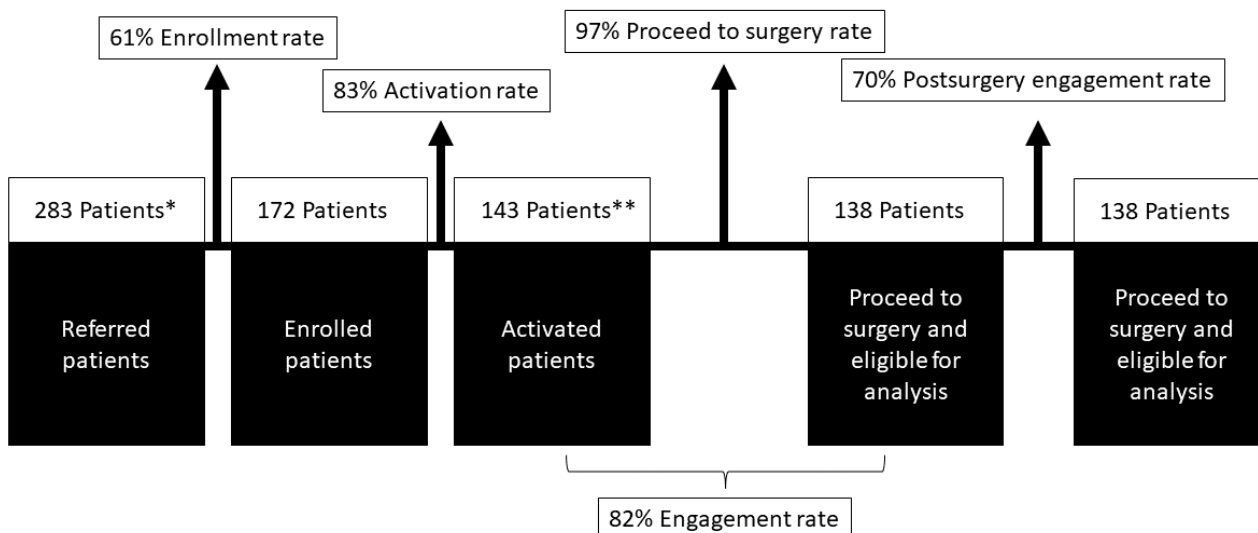 61% Enrollment rate
97% Proceed to surgery rate
83% Activation rate
70% Postsurgery engagement rate
283 Patients*
172 Patients
143 Patients**
138 Patients
138 Patients
Referred
patients
Enrolled
patients
Activated
patients
Proceed to
surgery and
eligible for
analysis
Proceed to
surgery and
eligible for
analysis
82% Engagement rate